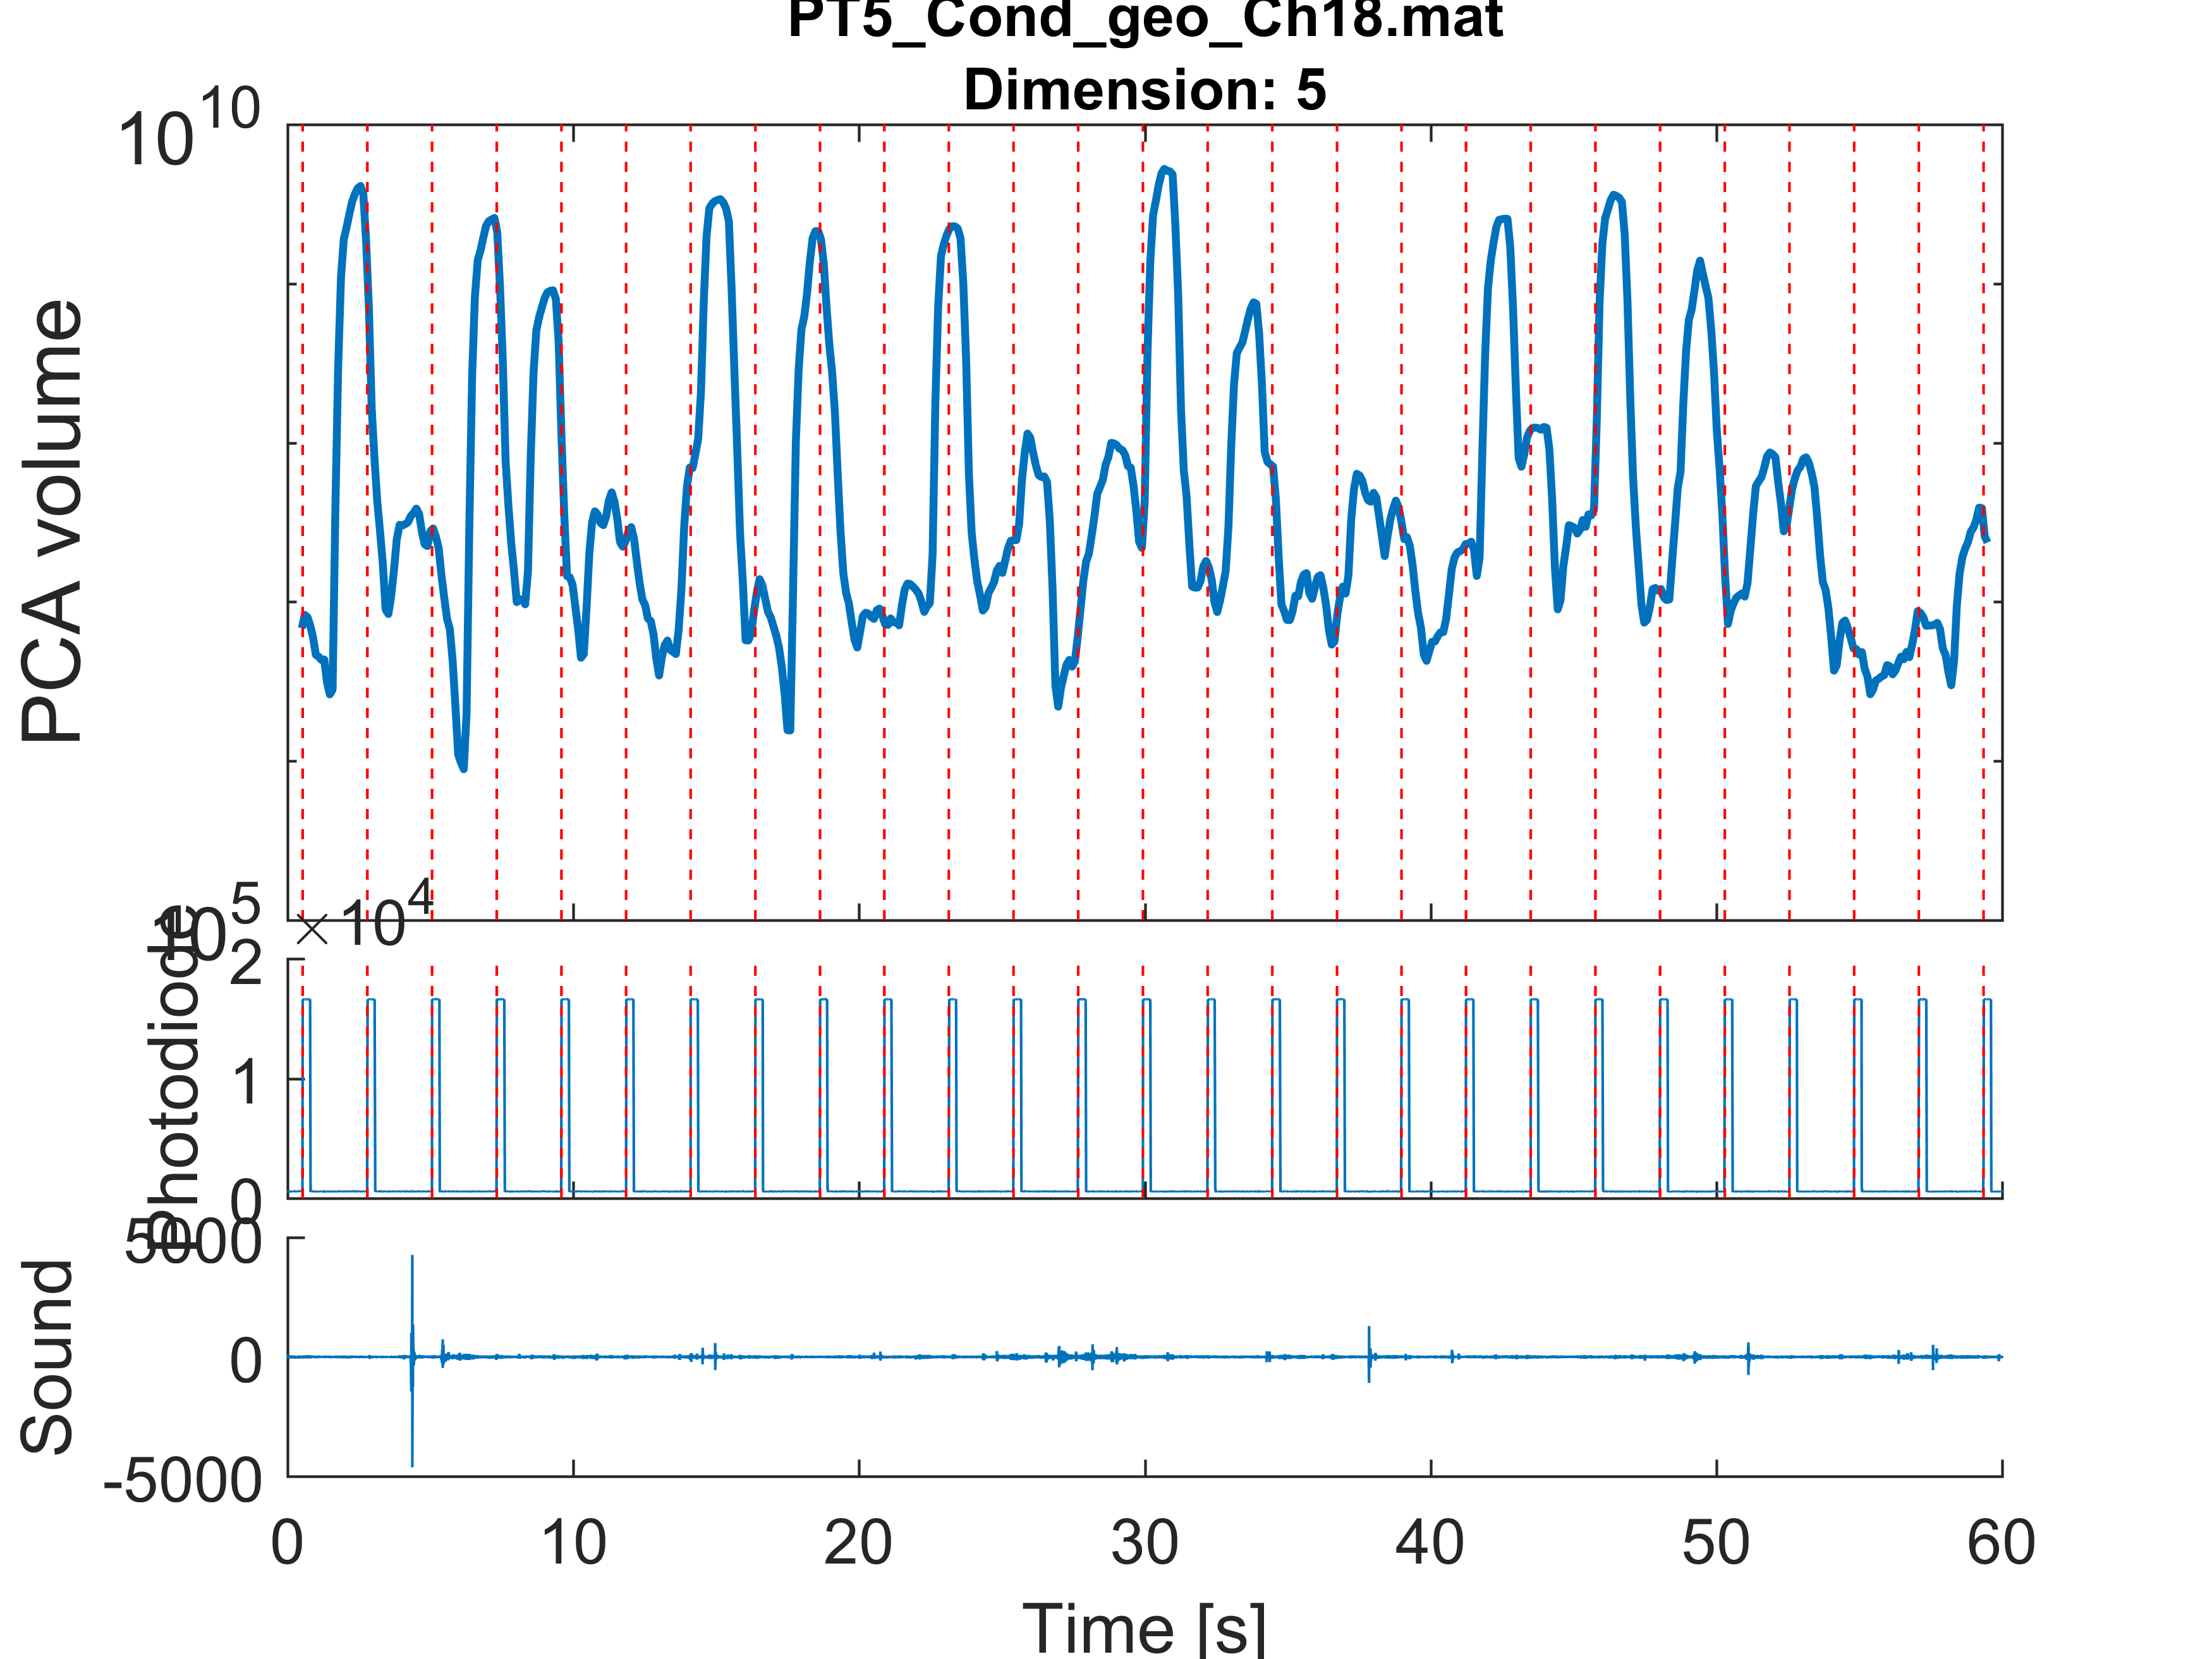 PT5_Cond_geo_Ch18.mat
Dimension: 5
10^10
PCA volume
10^5
×10^4
2
1
0
Photodiode
5000
0
-5000
Sound
0 10 20 30 40 50 60
Time [s]